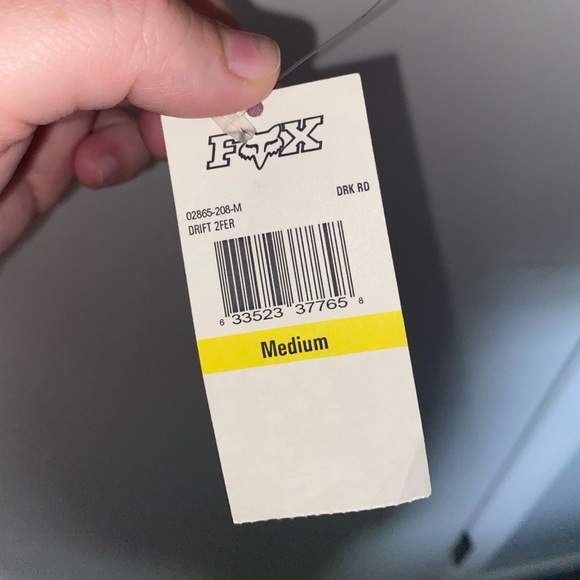 FOX
DRK RD
02865-208-M
DRIFT 2FER
6 33523 37765 8
Medium